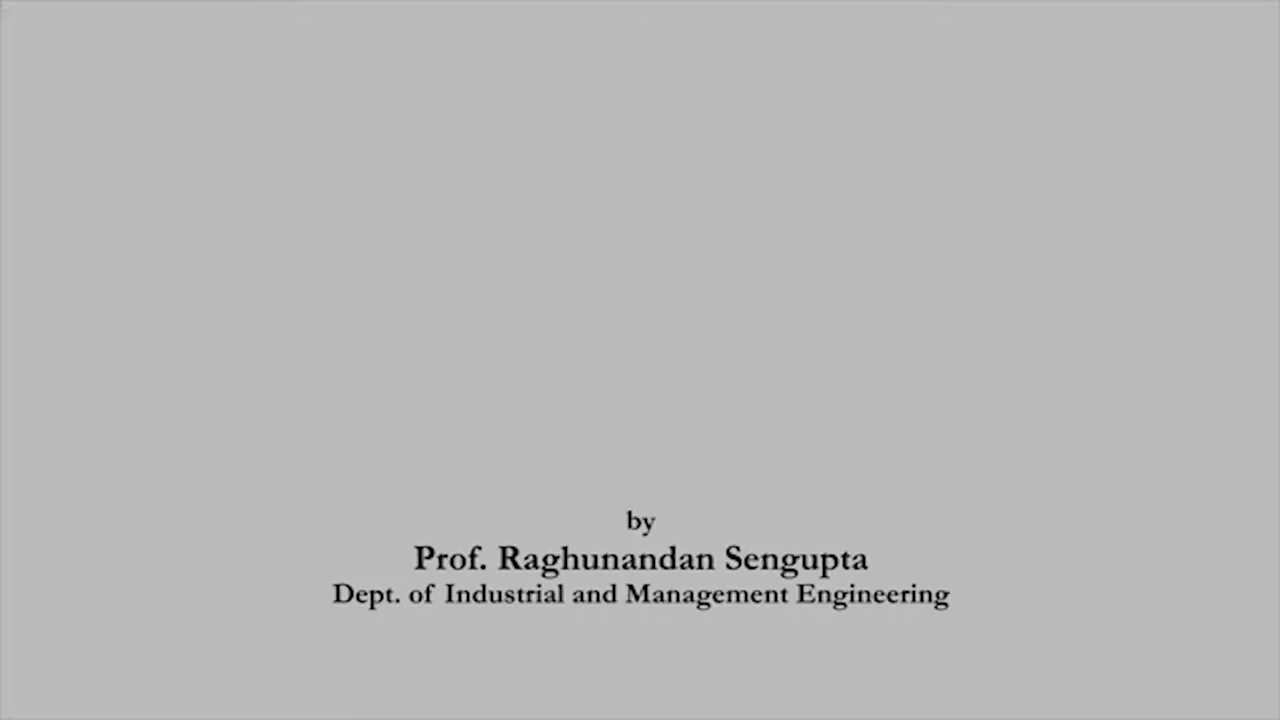 by
Prof. Raghunandan Sengupta
Dept. of Industrial and Management Engineering